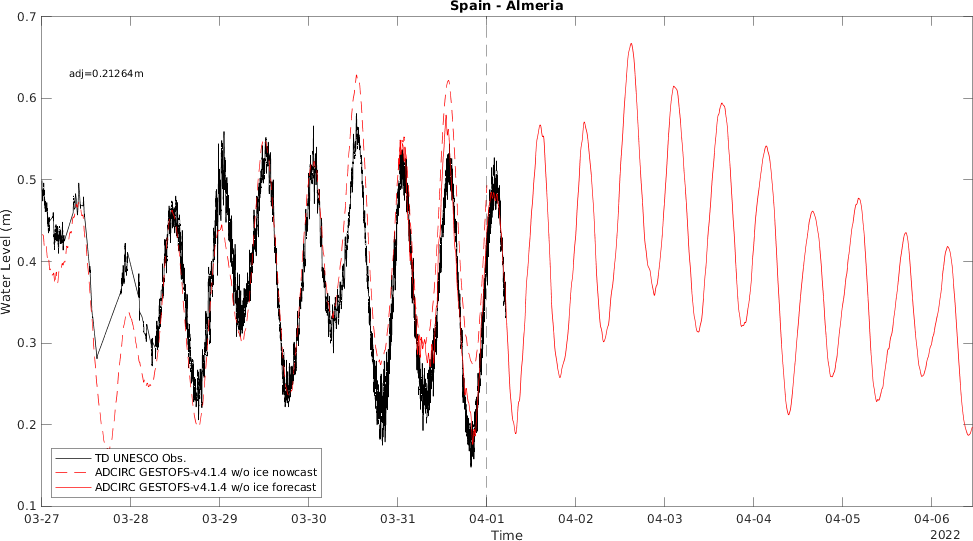 Spain - Almeria
Water Level (m)
0.7
0.6
0.5
0.4
0.3
0.2
0.1
adj=0.21264m
TD UNESCO Obs.
ADCIRC GESTOFS-v4.1.4 w/o ice nowcast
ADCIRC GESTOFS-v4.1.4 w/o ice forecast
03-27 03-28 03-29 03-30 03-31 04-01 04-02 04-03 04-04 04-05 04-06
Time
2022